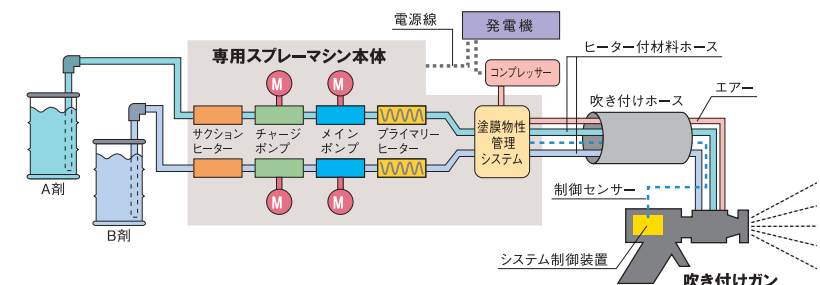 電源線
発電機
専用スプレーマシン本体
コンプレッサー
ヒーター付材料ホース
吹き付けホース
エアー
M
M
サクション
ヒーター
チャージ
ポンプ
メイン
ポンプ
プライマリー
ヒーター
塗膜物性
管理
システム
M
M
A剤
B剤
制御センサー
システム制御装置
吹き付けガン